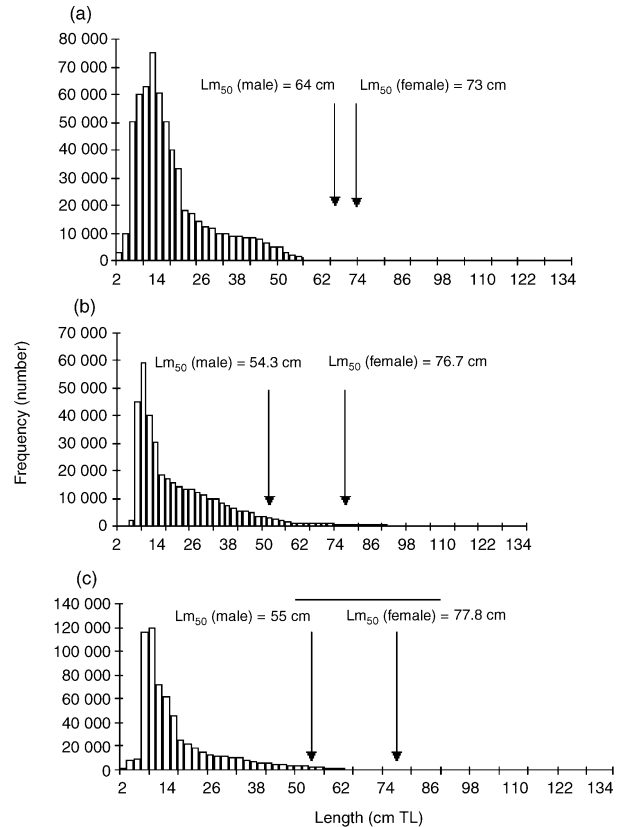 (a)
80 000
70 000
60 000
50 000
40 000
30 000
20 000
10 000
0
Lm50 (male) = 64 cm
Lm50 (female) = 73 cm
2 14 26 38 50 62 74 86 98 110 122 134
(b)
Frequency (number)
70 000
60 000
50 000
40 000
30 000
20 000
10 000
0
Lm50 (male) = 54.3 cm
Lm50 (female) = 76.7 cm
2 14 26 38 50 62 74 86 98 110 122 134
(c)
140 000
120 000
100 000
80 000
60 000
40 000
20 000
0
Lm50 (male) = 55 cm
Lm50 (female) = 77.8 cm
2 14 26 38 50 62 74 86 98 110 122 134
Length (cm TL)